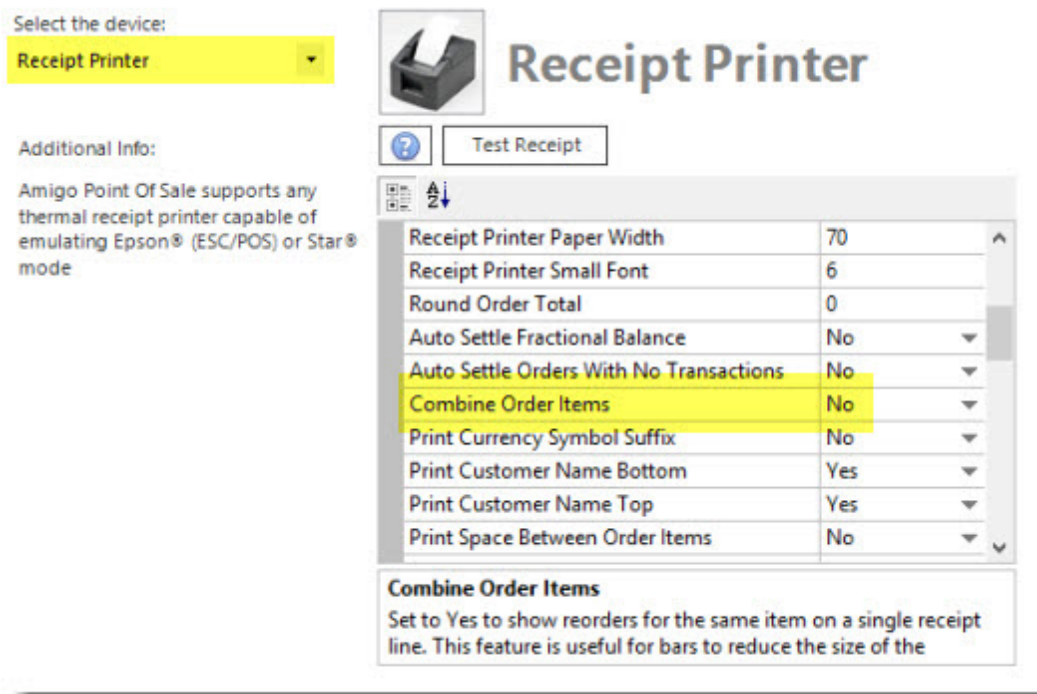 Select the device:
Receipt Printer
Additional Info:
Amigo Point Of Sale supports any
thermal receipt printer capable of
emulating Epson® (ESC/POS) or Star®
mode
Receipt Printer
Test Receipt
Receipt Printer Paper Width 70
Receipt Printer Small Font 6
Round Order Total 0
Auto Settle Fractional Balance No
Auto Settle Orders With No Transactions No
Combine Order Items No
Print Currency Symbol Suffix No
Print Customer Name Bottom Yes
Print Customer Name Top Yes
Print Space Between Order Items No
Combine Order Items
Set to Yes to show reorders for the same item on a single receipt
line. This feature is useful for bars to reduce the size of the